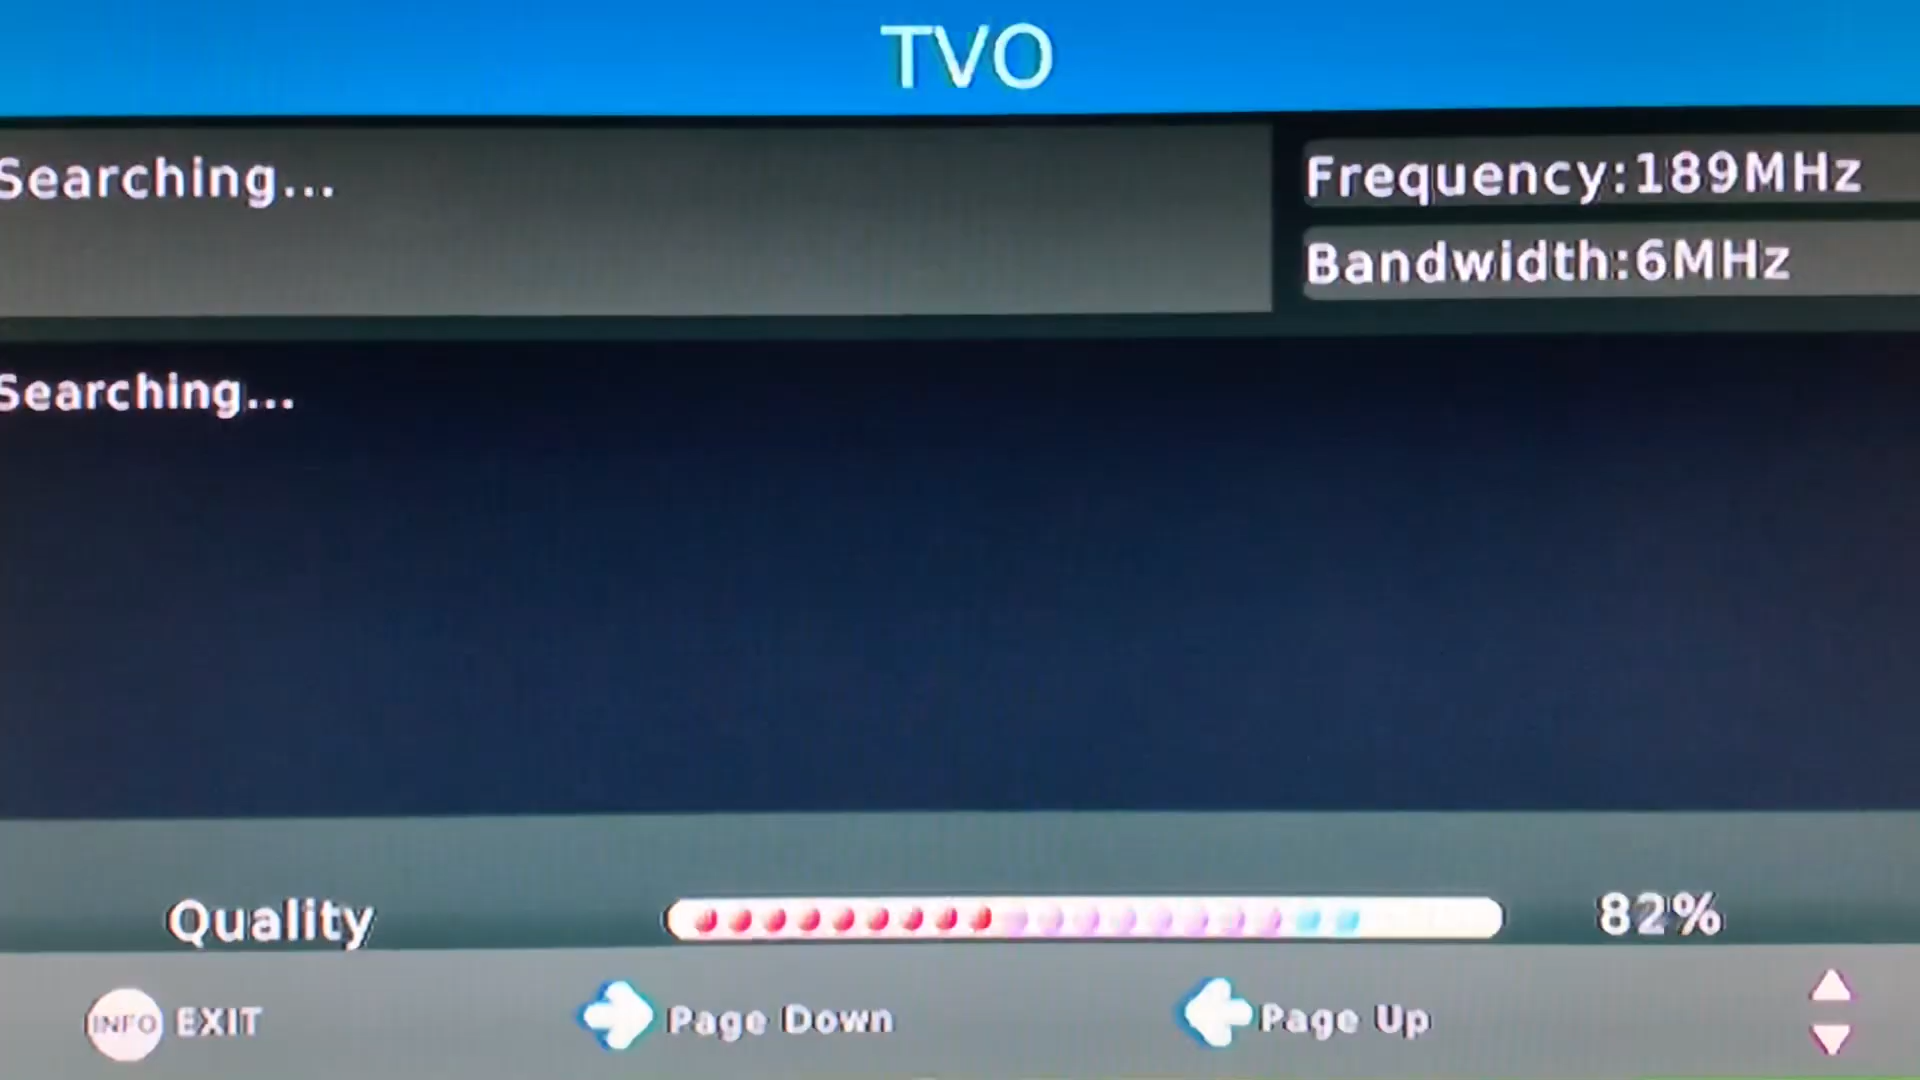 TVO
Searching...
Frequency:189MHz
Bandwidth:6MHz
Searching...
Quality
82%
INFO EXIT
Page Down
Page Up